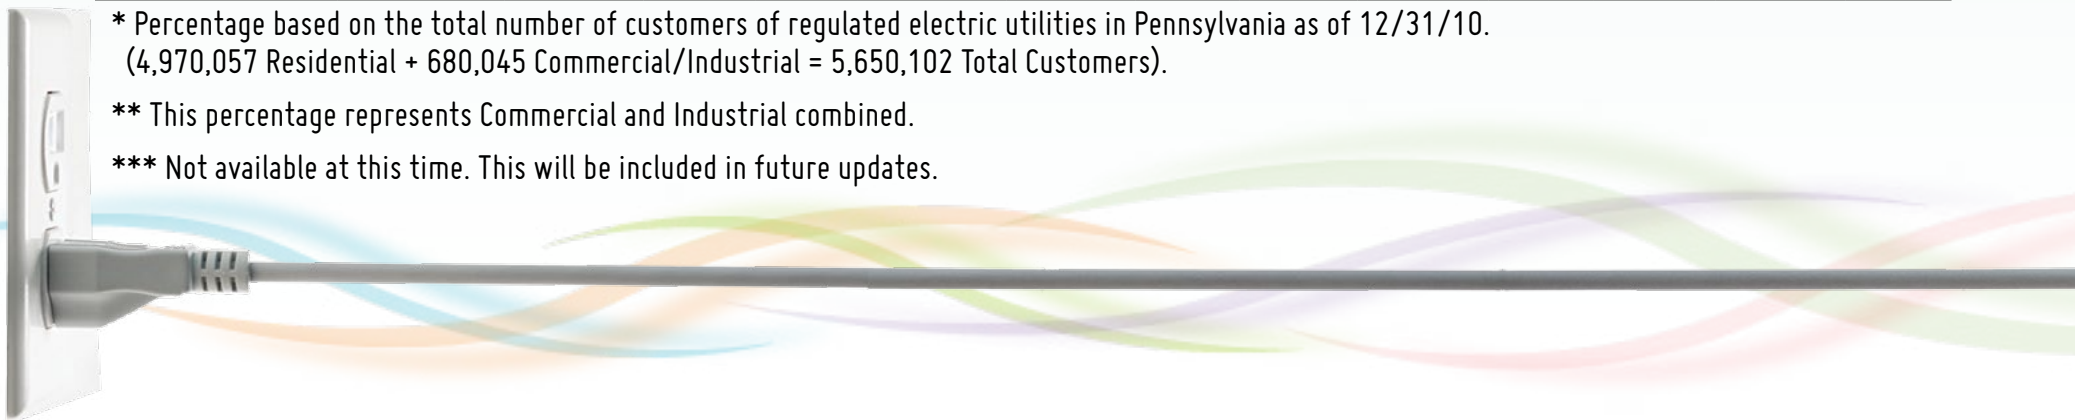 * Percentage based on the total number of customers of regulated electric utilities in Pennsylvania as of 12/31/10.
(4,970,057 Residential + 680,045 Commercial/Industrial = 5,650,102 Total Customers).
** This percentage represents Commercial and Industrial combined.
*** Not available at this time. This will be included in future updates.